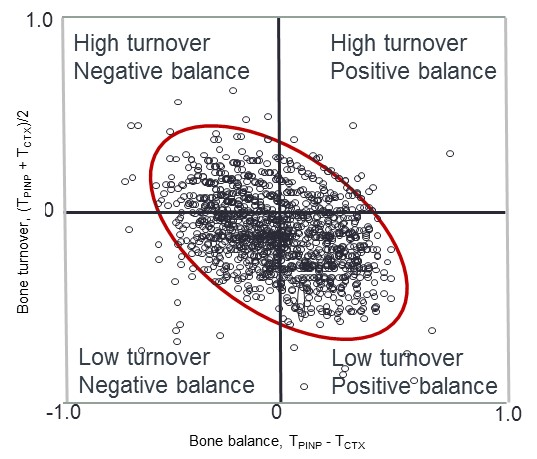 1.0
High turnover
Negative balance
High turnover
Positive balance
Bone turnover, (TPINP + TCTX)/2
0
Low turnover
Negative balance
Low turnover
Positive balance
-1.0
0
1.0
Bone balance, TPINP - TCTX